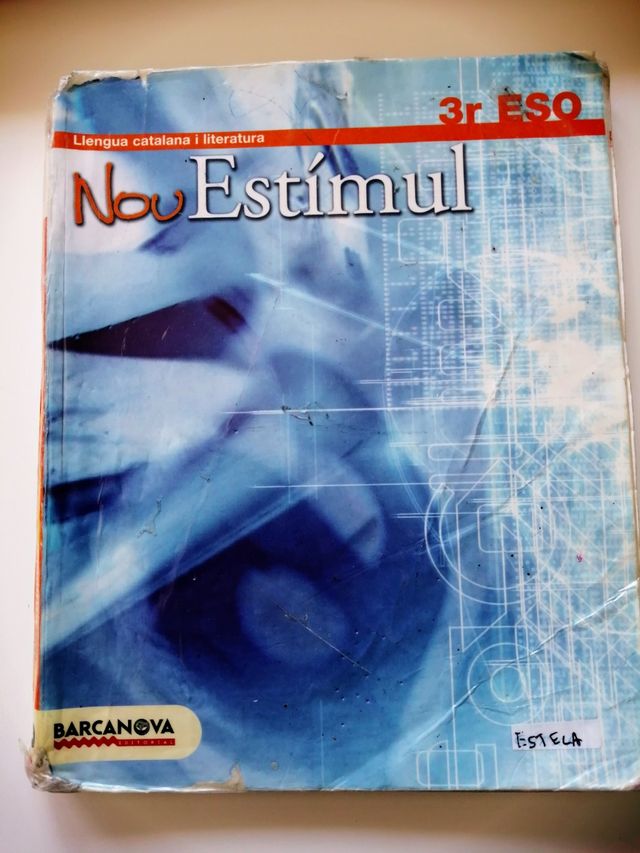 3r ESO
Llengua catalana i literatura
Nou Estímul
BARCANOVA
EDITORIAL
ESTELA